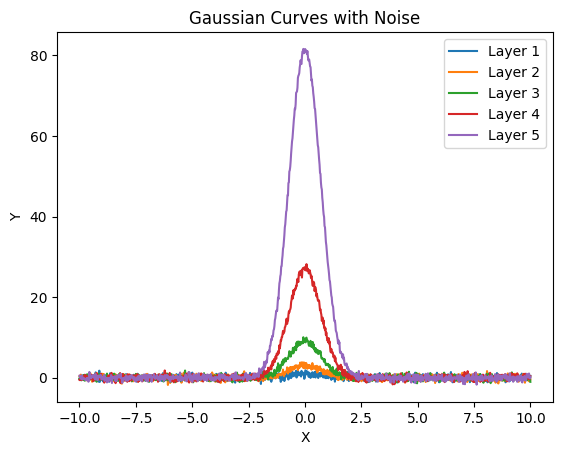 Gaussian Curves with Noise
Layer 1
Layer 2
Layer 3
Layer 4
Layer 5
80
60
40
20
0
Y
−10.0 −7.5 −5.0 −2.5 0.0 2.5 5.0 7.5 10.0
X